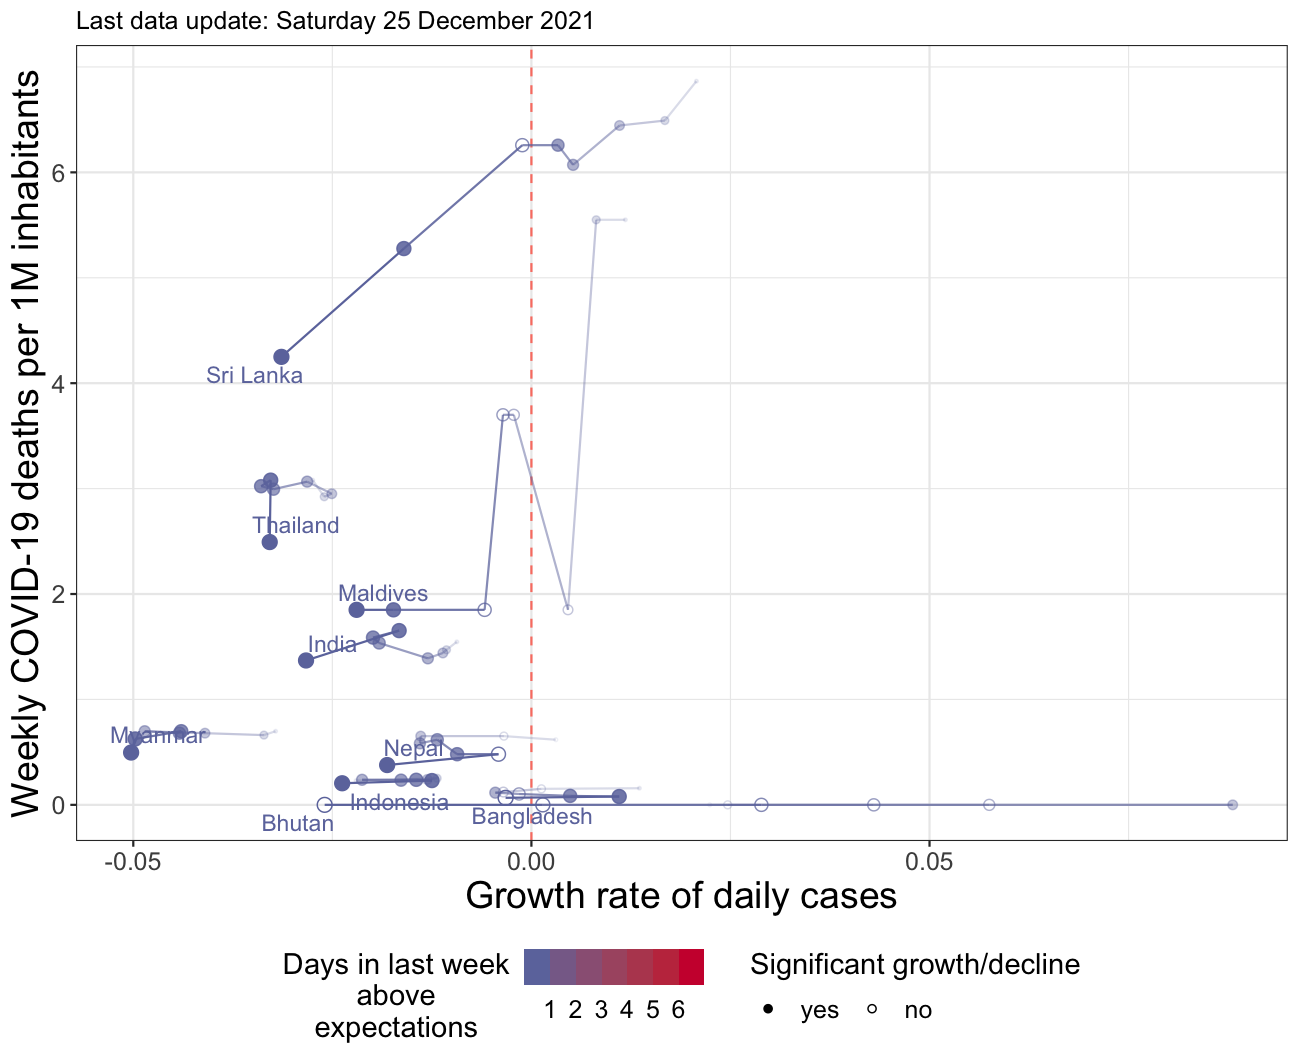 Last data update: Saturday 25 December 2021
Weekly COVID-19 deaths per 1M inhabitants
6
4
2
0
Sri Lanka
Thailand
Maldives
India
Myanmar
Nepal
Indonesia
Bangladesh
Bhutan
-0.05
0.00
0.05
Growth rate of daily cases
Days in last week
above
expectations
1 2 3 4 5 6
Significant growth/decline
yes no